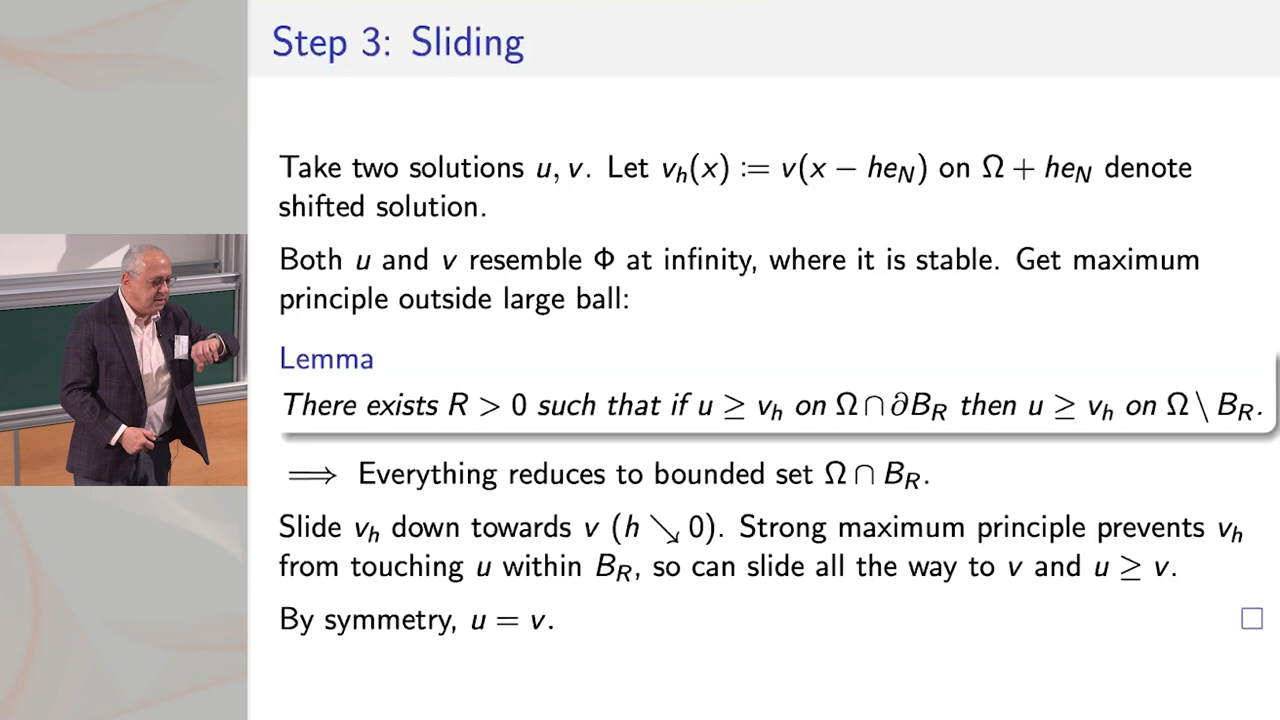 Step 3: Sliding
Take two solutions u, v. Let v_h(x) := v(x − he_N) on Ω + he_N denote
shifted solution.
Both u and v resemble Φ at infinity, where it is stable. Get maximum
principle outside large ball:
Lemma
There exists R > 0 such that if u ≥ v_h on Ω ∩ ∂B_R then u ≥ v_h on Ω \ B_R.
⟹ Everything reduces to bounded set Ω ∩ B_R.
Slide v_h down towards v (h ↘ 0). Strong maximum principle prevents v_h
from touching u within B_R, so can slide all the way to v and u ≥ v.
By symmetry, u = v. □